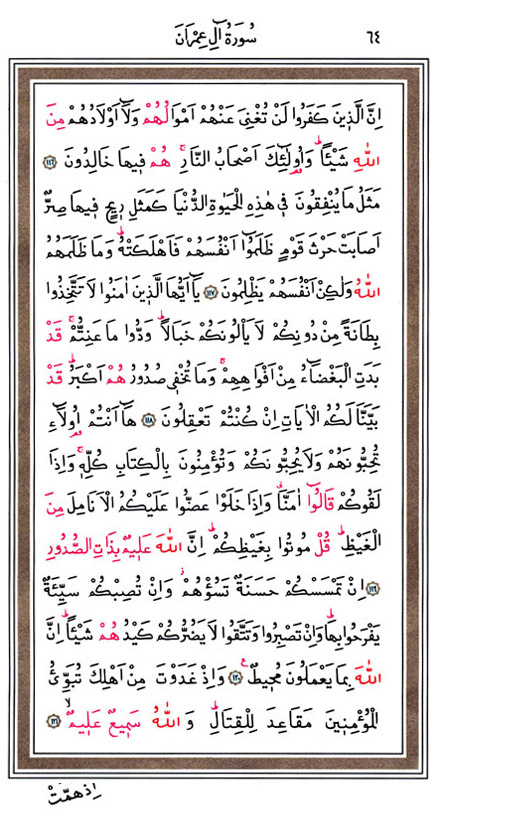 ٦٤ سُورَةُ اٰلِ عِمْرَانَ
اِنَّ الَّذٖينَ كَفَرُوا لَنْ تُغْنِىَ عَنْهُمْ اَمْوَالُهُمْ وَلَٓا اَوْلَادُهُمْ مِنَ
اللّٰهِ شَيْـًٔاؕ وَاُولٰٓئِكَ اَصْحَابُ النَّارِۚ هُمْ فٖيهَا خَالِدُونَ ﴿١١٦﴾
مَثَلُ مَا يُنْفِقُونَ فٖى هٰذِهِ الْحَيٰوةِ الدُّنْيَا كَمَثَلِ رٖيحٍ فٖيهَا صِرٌّ
اَصَابَتْ حَرْثَ قَوْمٍ ظَلَمُٓوا اَنْفُسَهُمْ فَاَهْلَكَتْهُؕ وَمَا ظَلَمَهُمُ
اللّٰهُ وَلٰكِنْ اَنْفُسَهُمْ يَظْلِمُونَ ﴿١١٧﴾ يَٓا اَيُّهَا الَّذٖينَ اٰمَنُوا لَا تَتَّخِذُوا
بِطَانَةً مِنْ دُونِكُمْ لَا يَأْلُونَكُمْ خَبَالًاؕ وَدُّوا مَا عَنِتُّمْۚ قَدْ
بَدَتِ الْبَغْضَٓاءُ مِنْ اَفْوَاهِهِمْۚ وَمَا تُخْفٖى صُدُورُهُمْ اَكْبَرُؕ قَدْ
بَيَّنَّا لَكُمُ الْاٰيَاتِ اِنْ كُنْتُمْ تَعْقِلُونَ ﴿١١٨﴾ هَٓا اَنْتُمْ اُولَٓاءِ
تُحِبُّونَهُمْ وَلَا يُحِبُّونَكُمْ وَتُؤْمِنُونَ بِالْكِتَابِ كُلِّهٖۚ وَاِذَا
لَقُوكُمْ قَالُٓوا اٰمَنَّاۗ وَاِذَا خَلَوْا عَضُّوا عَلَيْكُمُ الْاَنَامِلَ مِنَ
الْغَيْظِؕ قُلْ مُوتُوا بِغَيْظِكُمْؕ اِنَّ اللّٰهَ عَلٖيمٌ بِذَاتِ الصُّدُورِ
﴿١١٩﴾ اِنْ تَمْسَسْكُمْ حَسَنَةٌ تَسُؤْهُمْؗ وَاِنْ تُصِبْكُمْ سَيِّئَةٌ
يَفْرَحُوا بِهَاؕ وَاِنْ تَصْبِرُوا وَتَتَّقُوا لَا يَضُرُّكُمْ كَيْدُهُمْ شَيْـًٔاؕ اِنَّ
اللّٰهَ بِمَا يَعْمَلُونَ مُحٖيطٌࣖ ﴿١٢٠﴾ وَاِذْ غَدَوْتَ مِنْ اَهْلِكَ تُبَوِّئُ
الْمُؤْمِنٖينَ مَقَاعِدَ لِلْقِتَالِؕ وَاللّٰهُ سَمٖيعٌ عَلٖيمٌۙ ﴿١٢١﴾
اِذْ هَمَّتْ